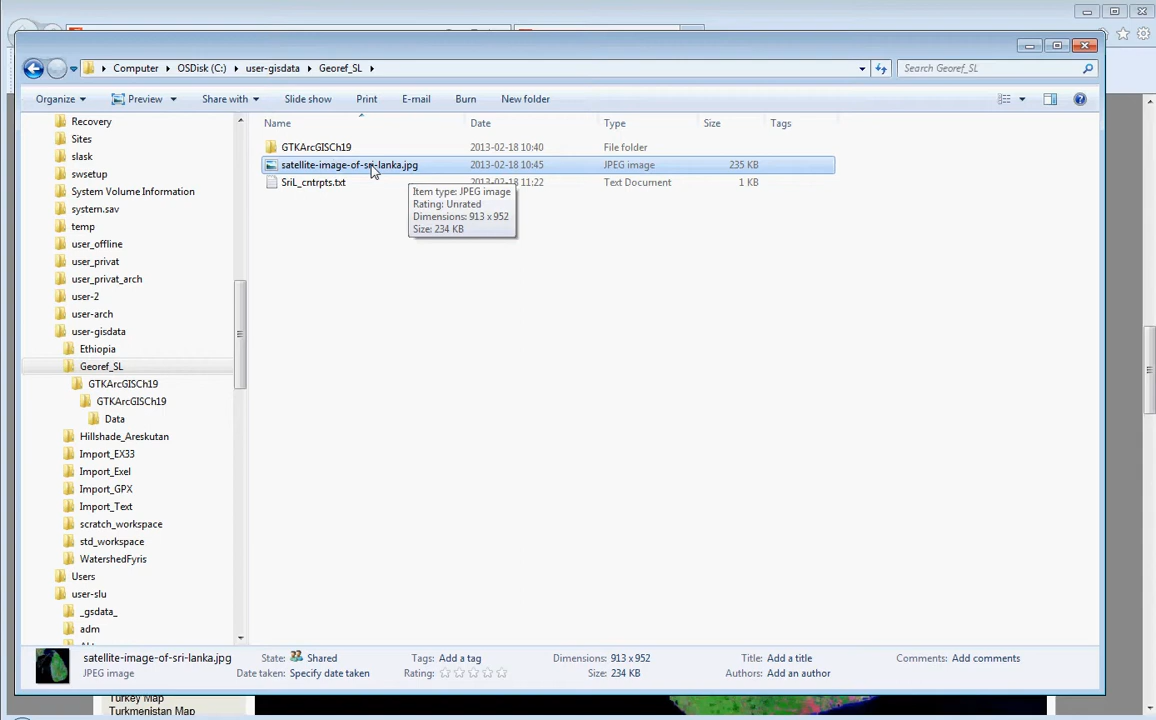 Computer OSDisk (C:) user-gisdata Georef_SL Search Georef_SL
Organize Preview Share with Slide show Print E-mail Burn New folder
Recovery
Sites
slask
swsetup
System Volume Information
system.sav
temp
user_offline
user_privat
user_privat_arch
user-2
user-arch
user-gisdata
Ethiopia
Georef_SL
GTKArcGISCh19
GTKArcGISCh19
Data
Hillshade_Areskutan
Import_EX33
Import_Exel
Import_GPX
Import_Text
scratch_workspace
std_workspace
WatershedFyris
Users
user-slu
_gsdata_
adm
Name Date Type Size Tags
GTKArcGISCh19 2013-02-18 10:40 File folder
satellite-image-of-sri-lanka.jpg 2013-02-18 10:45 JPEG image 235 KB
SriL_cntrpts.txt 2013-02-18 11:22 Text Document 1 KB
Item type: JPEG image
Rating: Unrated
Dimensions: 913 x 952
Size: 234 KB
satellite-image-of-sri-lanka.jpg State: Shared Tags: Add a tag Dimensions: 913 x 952 Title: Add a title Comments: Add comments
JPEG image Date taken: Specify date taken Rating: Size: 234 KB Authors: Add an author
Turkey Map
Turkmenistan Map